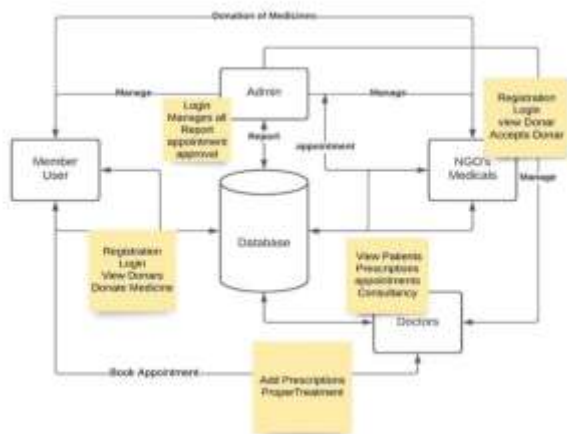 Donation of Medicines
Manage
Admin
Manage
Login
Manages all
Report
appointment
approval
Report
appointment
Registration
Login
view Donar
Accepts Donar
Member
User
NGO's
Medicals
Manage
Database
Registration
Login
View Donars
Donate Medicine
View Patients
Prescriptions
appointments
Consultancy
Doctors
Book Appointment
Add Prescriptions
ProperTreatment